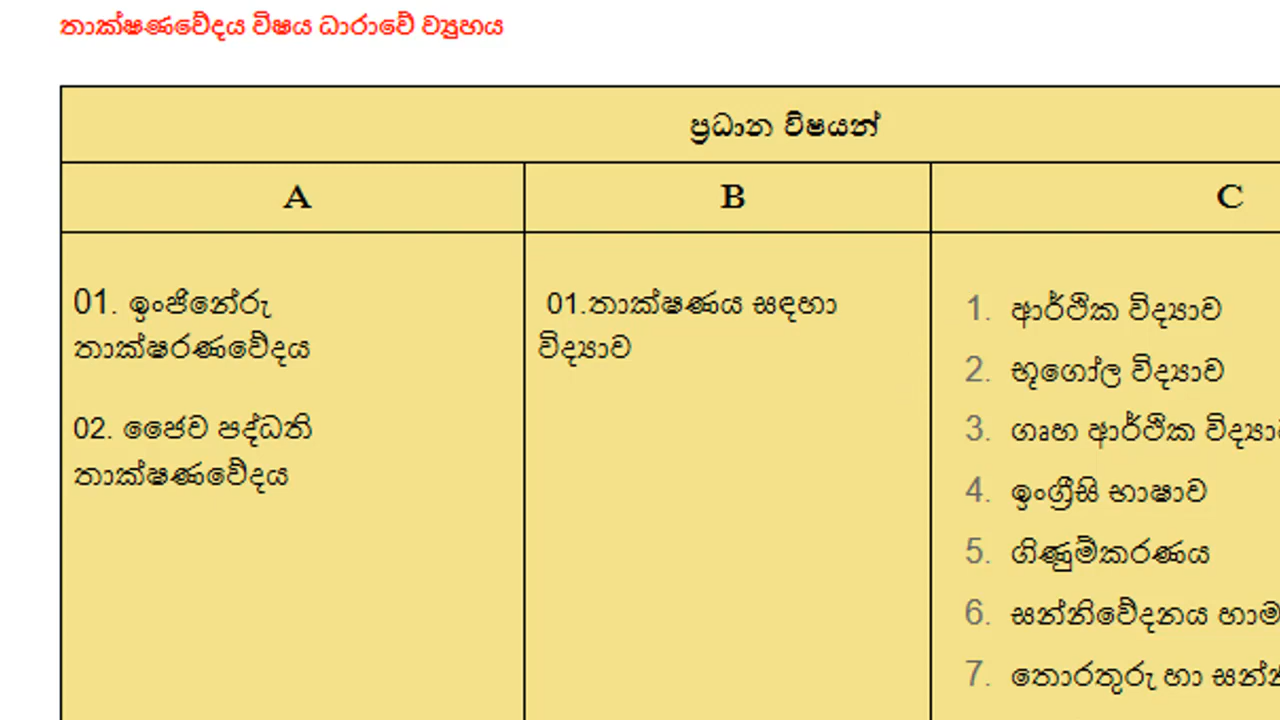 තාක්ෂණවේදය විෂය ධාරාවේ ව්‍යුහය
ප්‍රධාන විෂයන්
A
B
C
01. ඉංජිනේරු
තාක්ෂරණවේදය
02. ජෛව පද්ධති
තාක්ෂණවේදය
01.තාක්ෂණය සඳහා
විද්‍යාව
1. ආර්ථික විද්‍යාව
2. භූගෝල විද්‍යාව
3. ගෘහ ආර්ථික
4. ඉංග්‍රීසි භාෂාව
5. ගිණුම්කරණය
6. සන්නිවේදනය
7. තොරතුරු හා